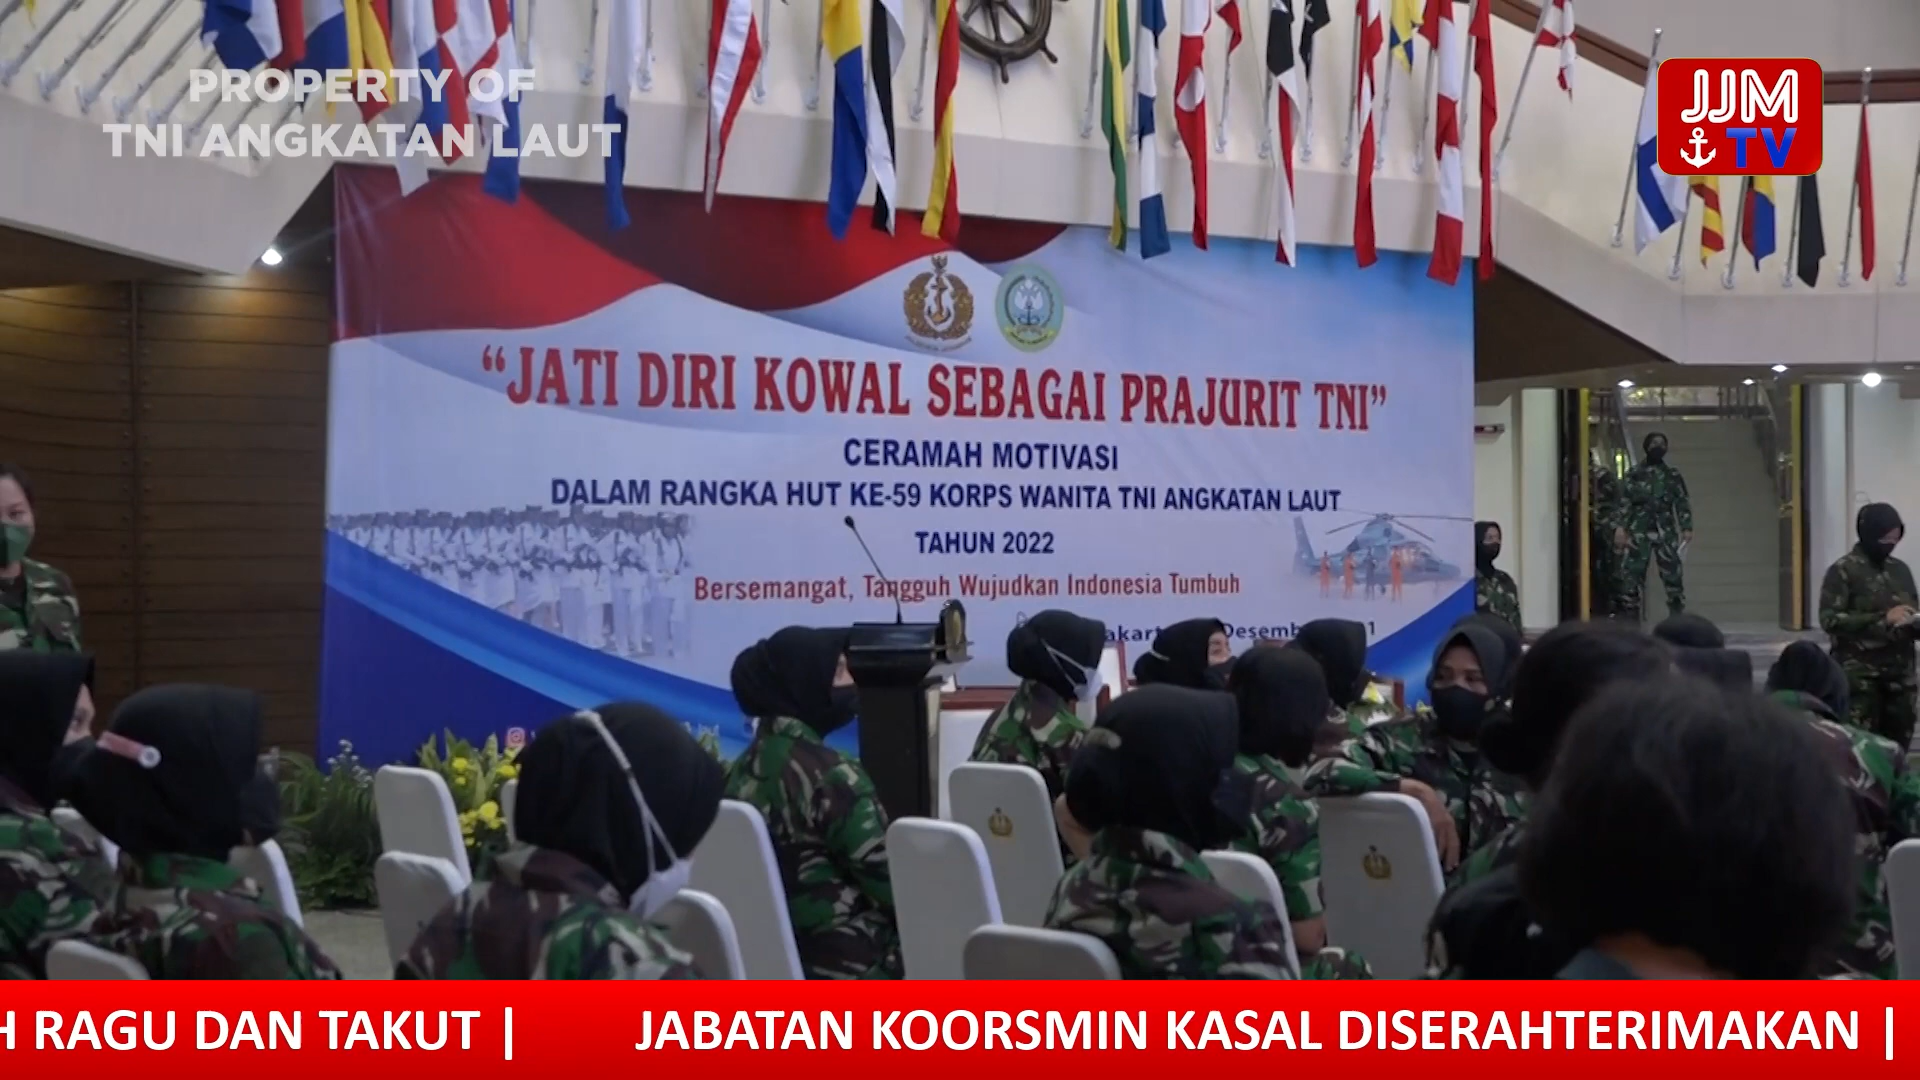 PROPERTY OF
TNI ANGKATAN LAUT
JJM
TV
“JATI DIRI KOWAL SEBAGAI PRAJURIT TNI”
CERAMAH MOTIVASI
DALAM RANGKA HUT KE-59 KORPS WANITA TNI ANGKATAN LAUT
TAHUN 2022
Bersemangat, Tangguh Wujudkan Indonesia Tumbuh
RAGU DAN TAKUT |
JABATAN KOORSMIN KASAL DISERAHTERIMAKAN |